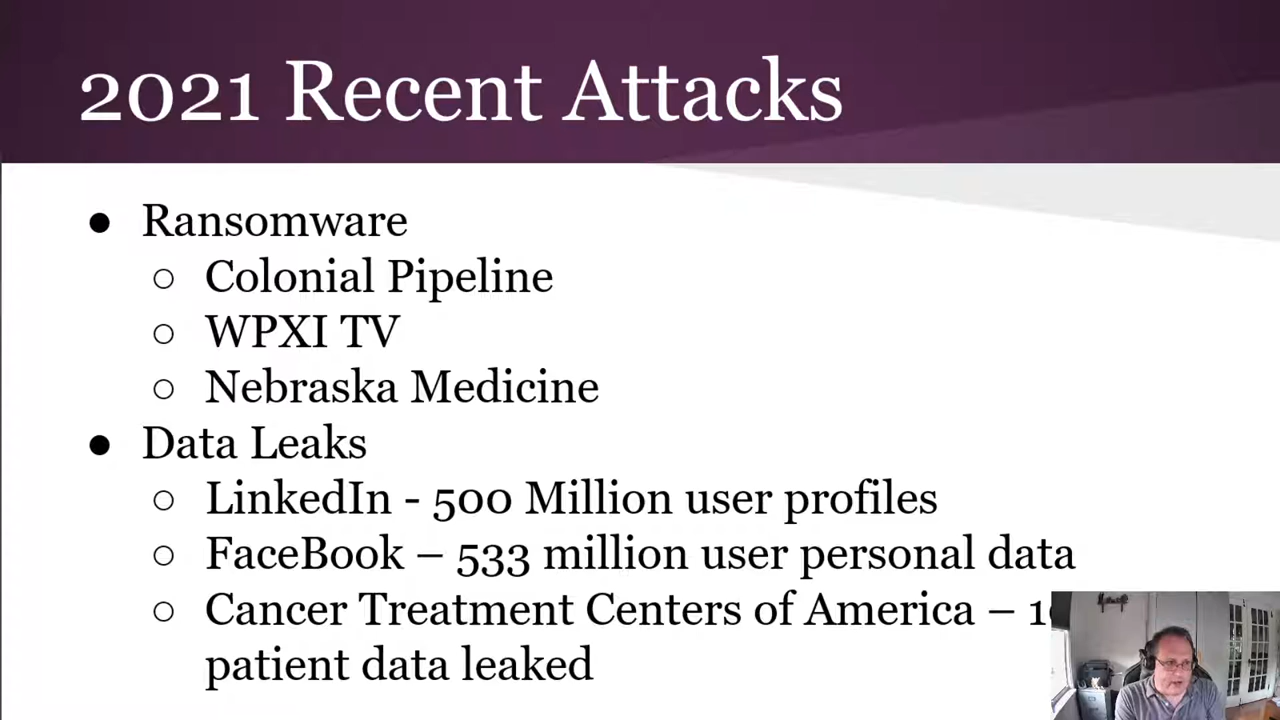 2021 Recent Attacks
● Ransomware
○ Colonial Pipeline
○ WPXI TV
○ Nebraska Medicine
● Data Leaks
○ LinkedIn - 500 Million user profiles
○ FaceBook – 533 million user personal data
○ Cancer Treatment Centers of America –
patient data leaked